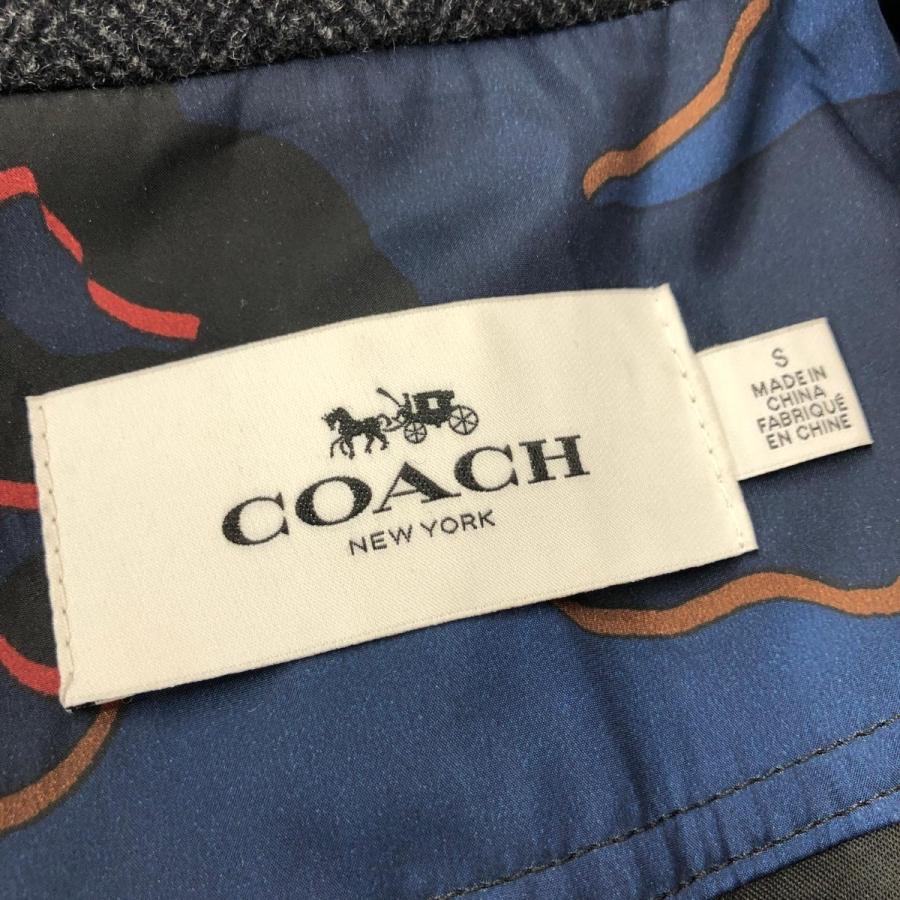 COACH
NEW YORK
S
MADE IN
CHINA
FABRIQUÉ
EN CHINE